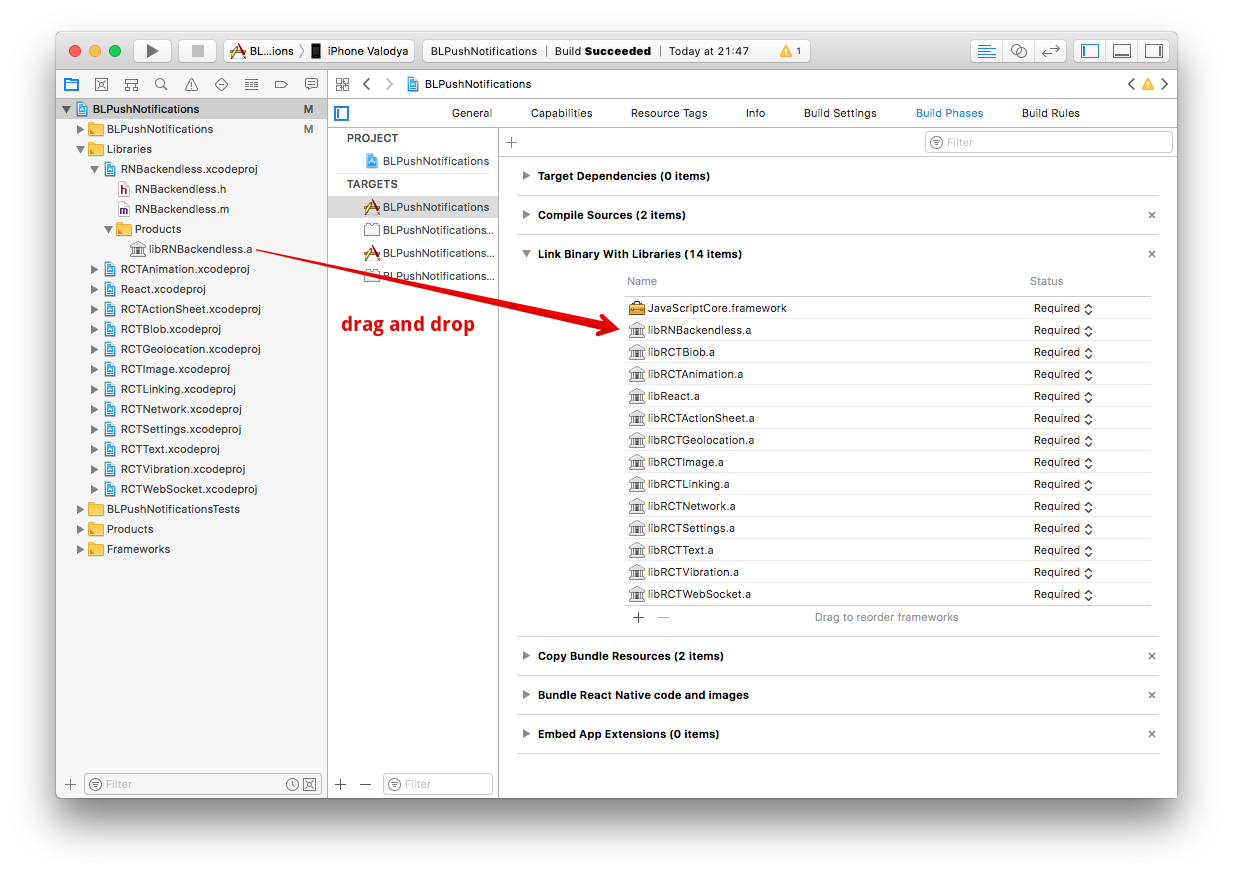 BL...ions
iPhone Valodya
BLPushNotifications | Build Succeeded | Today at 21:47
1
BLPushNotifications
BLPushNotifications M
BLPushNotifications M
Libraries
RNBackendless.xcodeproj
RNBackendless.h
RNBackendless.m
Products
libRNBackendless.a
RCTAnimation.xcodeproj
React.xcodeproj
RCTActionSheet.xcodeproj
RCTBlob.xcodeproj
RCTGeolocation.xcodeproj
RCTImage.xcodeproj
RCTLinking.xcodeproj
RCTNetwork.xcodeproj
RCTSettings.xcodeproj
RCTText.xcodeproj
RCTVibration.xcodeproj
RCTWebSocket.xcodeproj
BLPushNotificationsTests
Products
Frameworks
Filter
General Capabilities Resource Tags Info Build Settings Build Phases Build Rules
PROJECT
BLPushNotifications
TARGETS
BLPushNotifications
BLPushNotifications...
BLPushNotifications...
BLPushNotifications...
drag and drop
Filter
Filter
Target Dependencies (0 items)
Compile Sources (2 items)
Link Binary With Libraries (14 items)
Name Status
JavaScriptCore.framework Required
libRNBackendless.a Required
libRCTBlob.a Required
libRCTAnimation.a Required
libReact.a Required
libRCTActionSheet.a Required
libRCTGeolocation.a Required
libRCTImage.a Required
libRCTLinking.a Required
libRCTNetwork.a Required
libRCTSettings.a Required
libRCTText.a Required
libRCTVibration.a Required
libRCTWebSocket.a Required
Drag to reorder frameworks
Copy Bundle Resources (2 items)
Bundle React Native code and images
Embed App Extensions (0 items)